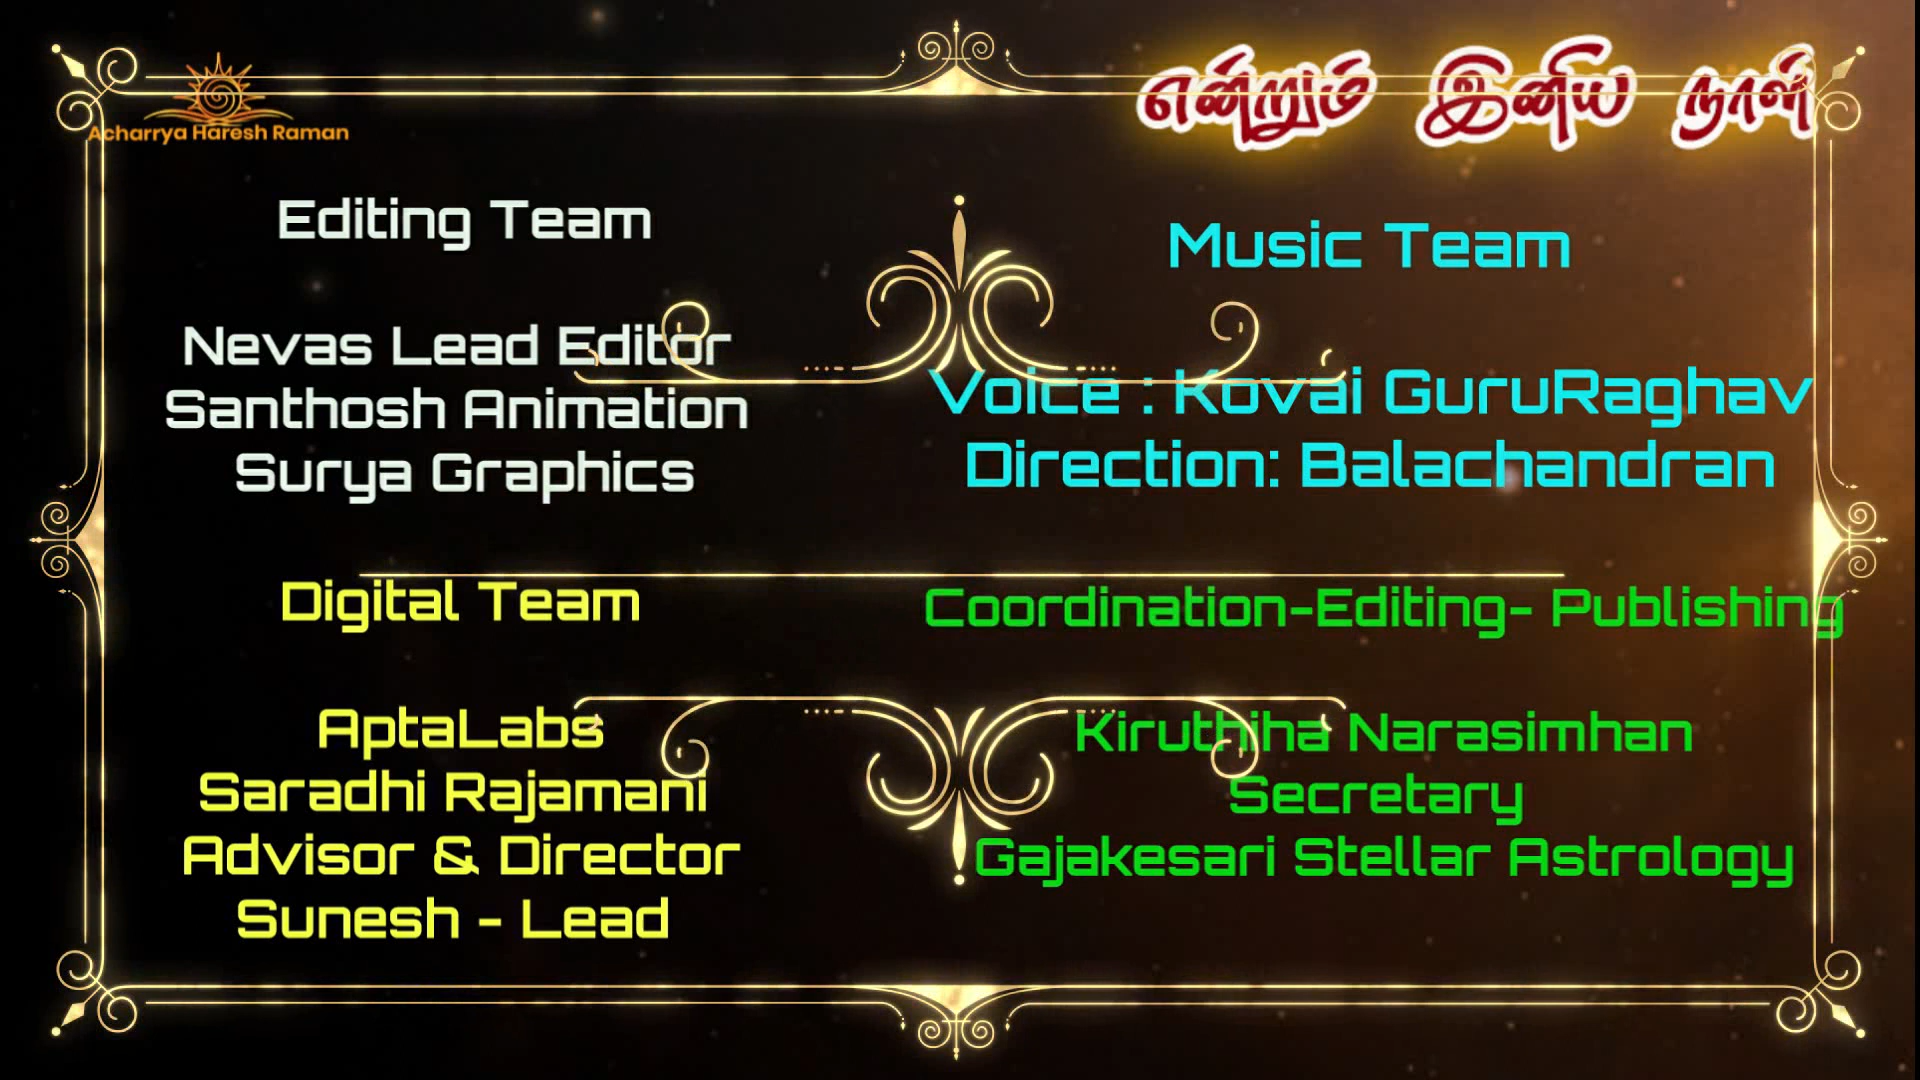 Acharrya Haresh Raman
என்றும் இனிய நாள்
Editing Team
Nevas Lead Editor
Santhosh Animation
Surya Graphics
Music Team
Voice : Kovai GuruRaghav
Direction: Balachandran
Digital Team
AptaLabs
Saradhi Rajamani
Advisor & Director
Sunesh - Lead
Coordination-Editing- Publishing
Kiruthiha Narasimhan
Secretary
Gajakesari Stellar Astrology